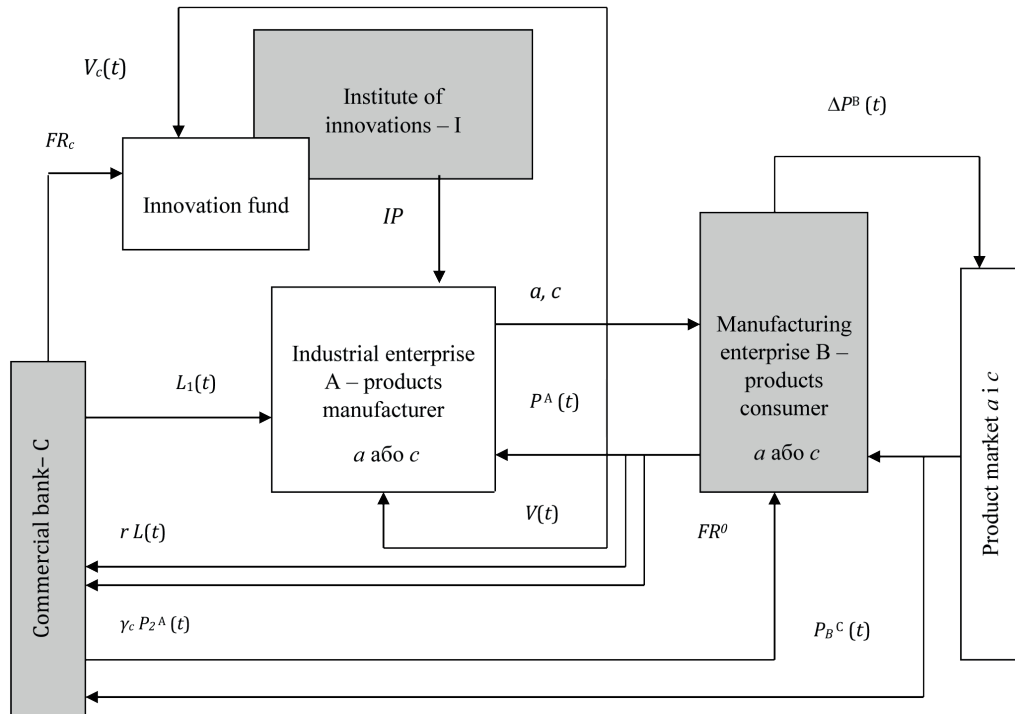 V_c(t)
Institute of
innovations – I
ΔP^B (t)
FR_c
Innovation fund
IP
a, c
Industrial enterprise
A – products
manufacturer
a або c
Manufacturing
enterprise B –
products
consumer
a або c
L_1(t)
P^A (t)
Commercial bank– C
Product market a i c
V(t)
FR^0
r L(t)
γ_c P_2^A (t)
P_B^C (t)